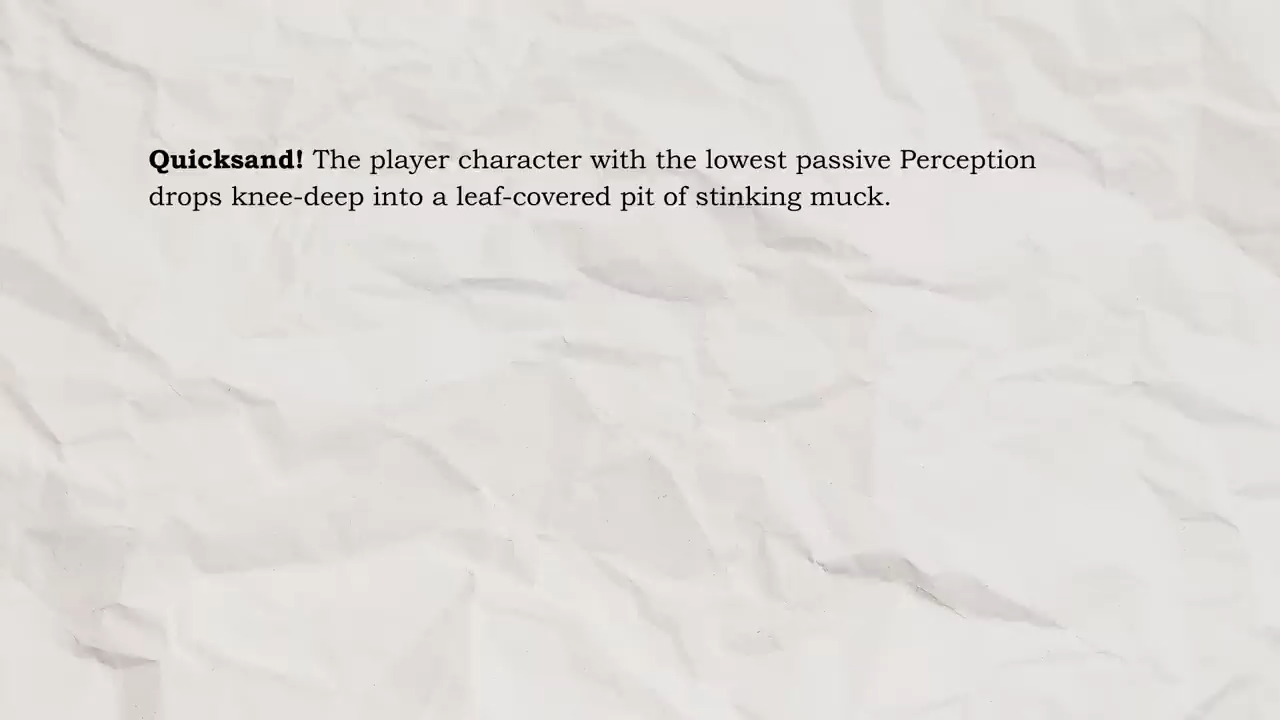 Quicksand! The player character with the lowest passive Perception
drops knee-deep into a leaf-covered pit of stinking muck.